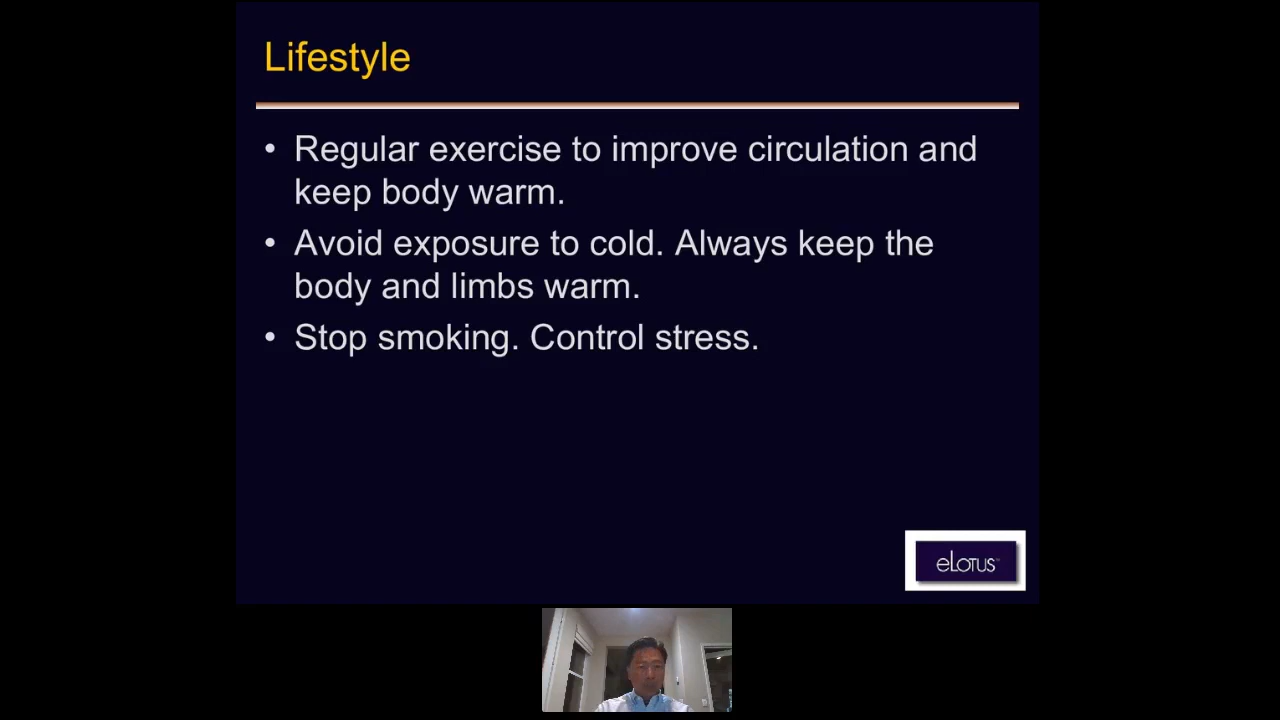 Lifestyle
• Regular exercise to improve circulation and
keep body warm.
• Avoid exposure to cold. Always keep the
body and limbs warm.
• Stop smoking. Control stress.
eLOTUS™